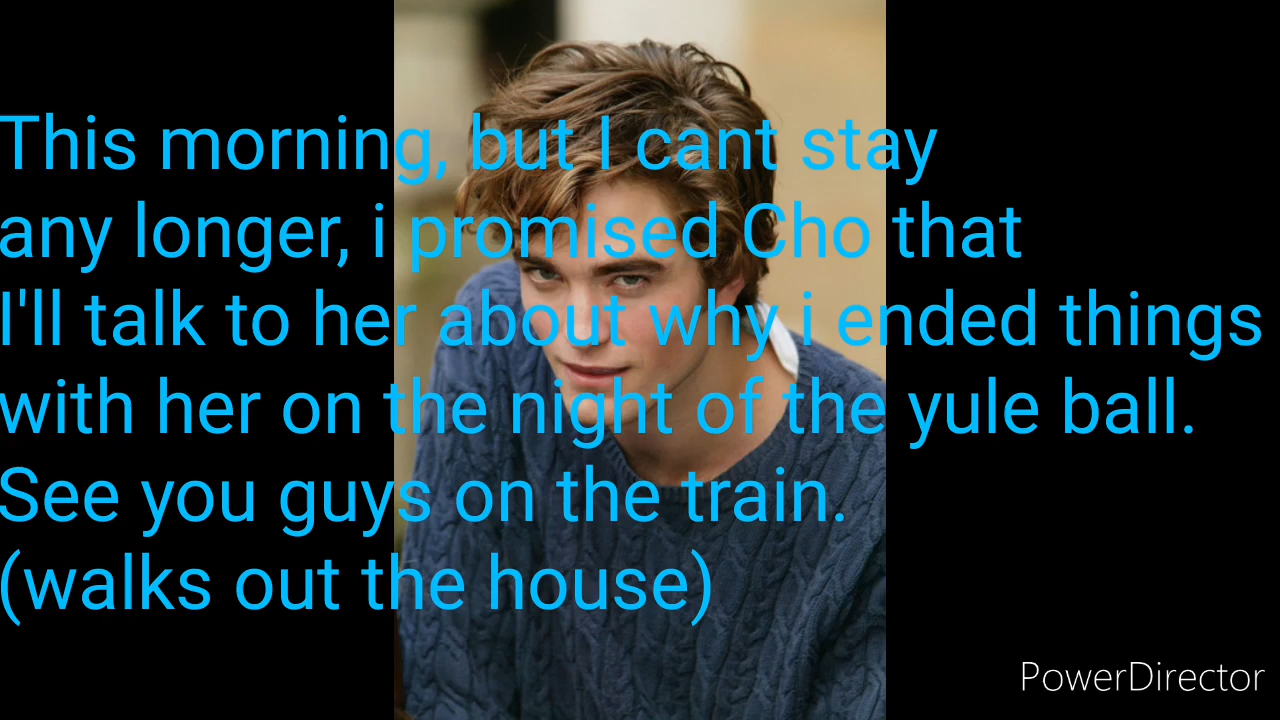 This morning, but I cant stay
any longer, i promised Cho that
I'll talk to her about why i ended things
with her on the night of the yule ball.
See you guys on the train.
(walks out the house)
PowerDirector